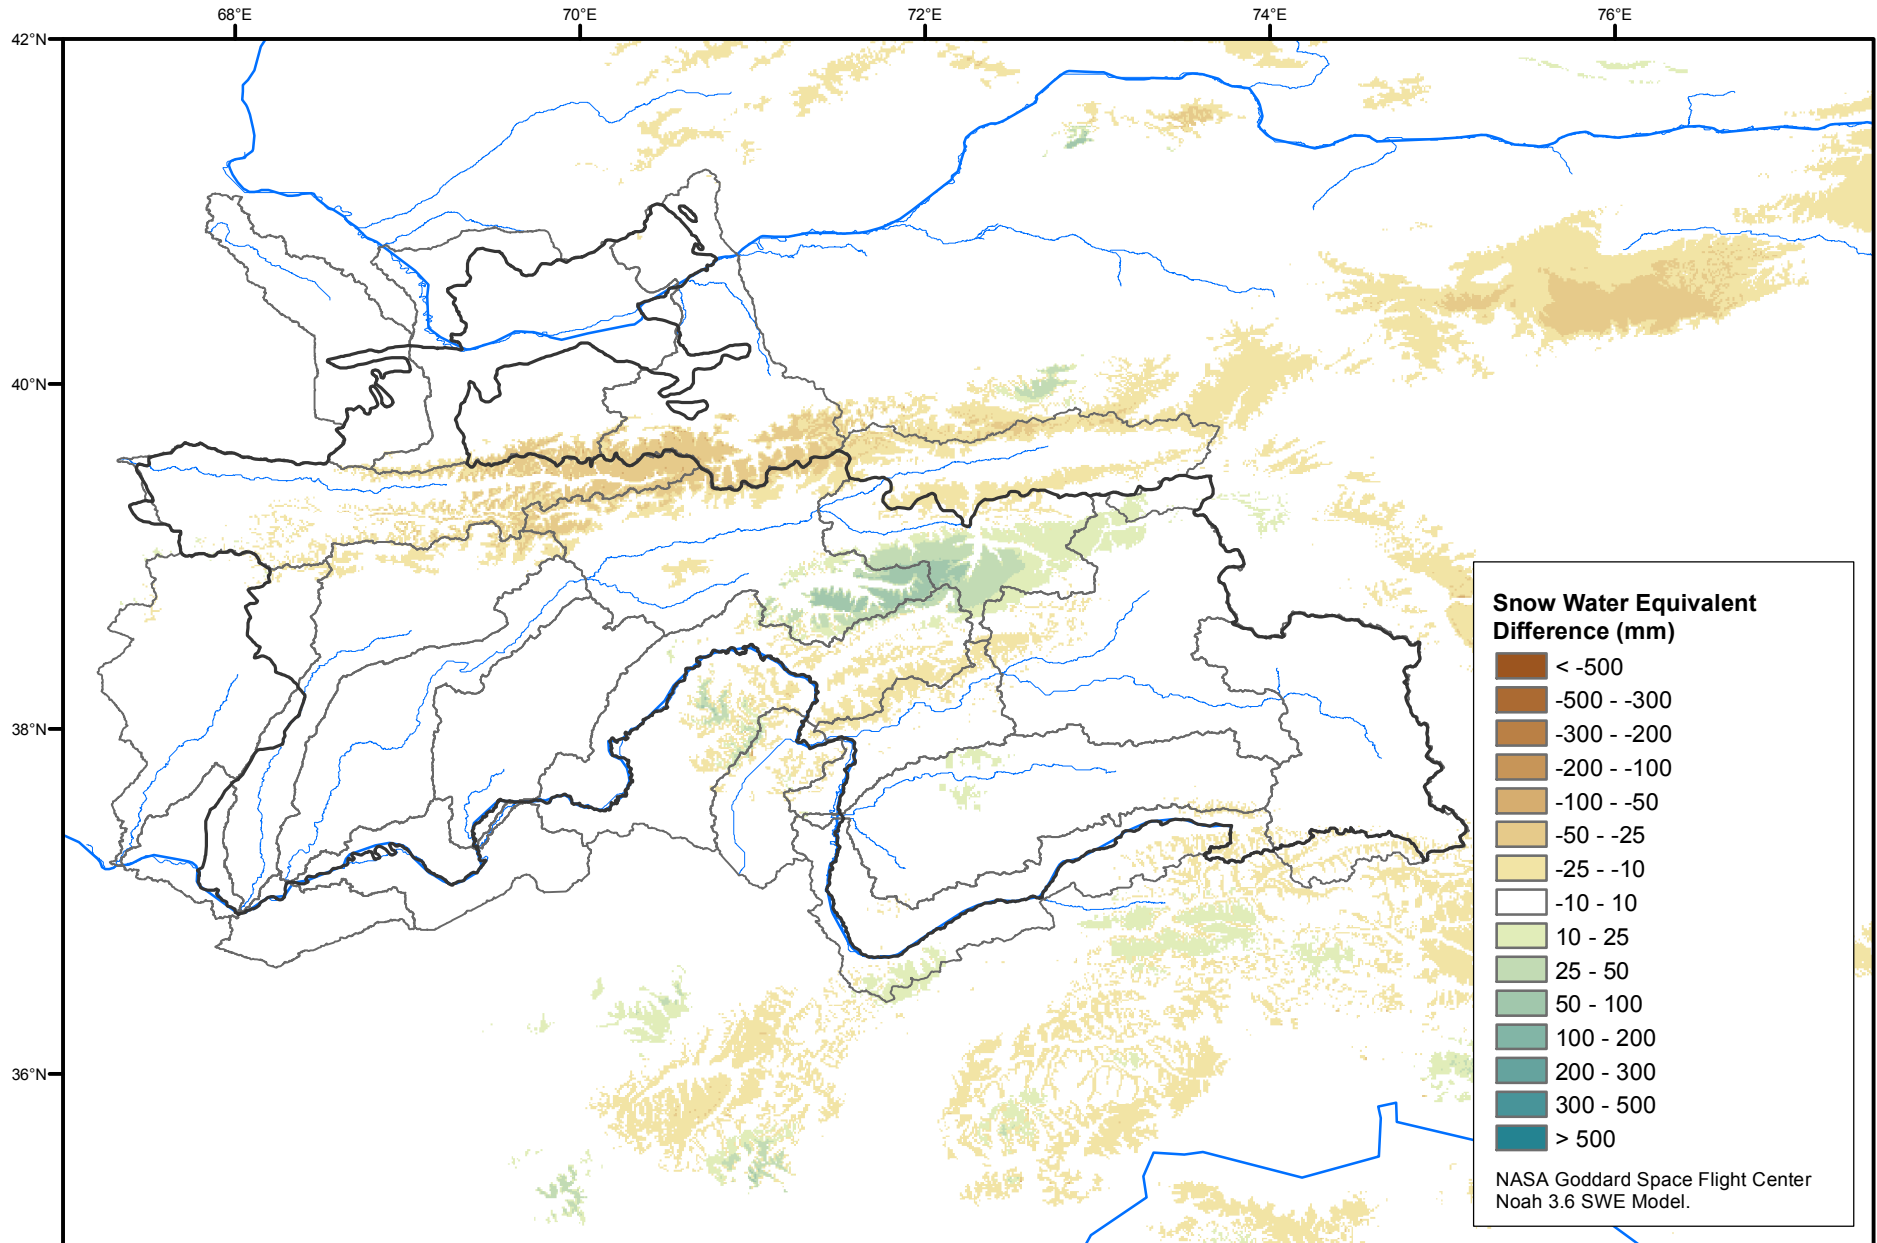 68°E 70°E 72°E 74°E 76°E
42°N
40°N
38°N
36°N
Snow Water Equivalent
Difference (mm)
< -500
-500 - -300
-300 - -200
-200 - -100
-100 - -50
-50 - -25
-25 - -10
-10 - 10
10 - 25
25 - 50
50 - 100
100 - 200
200 - 300
300 - 500
> 500
NASA Goddard Space Flight Center
Noah 3.6 SWE Model.